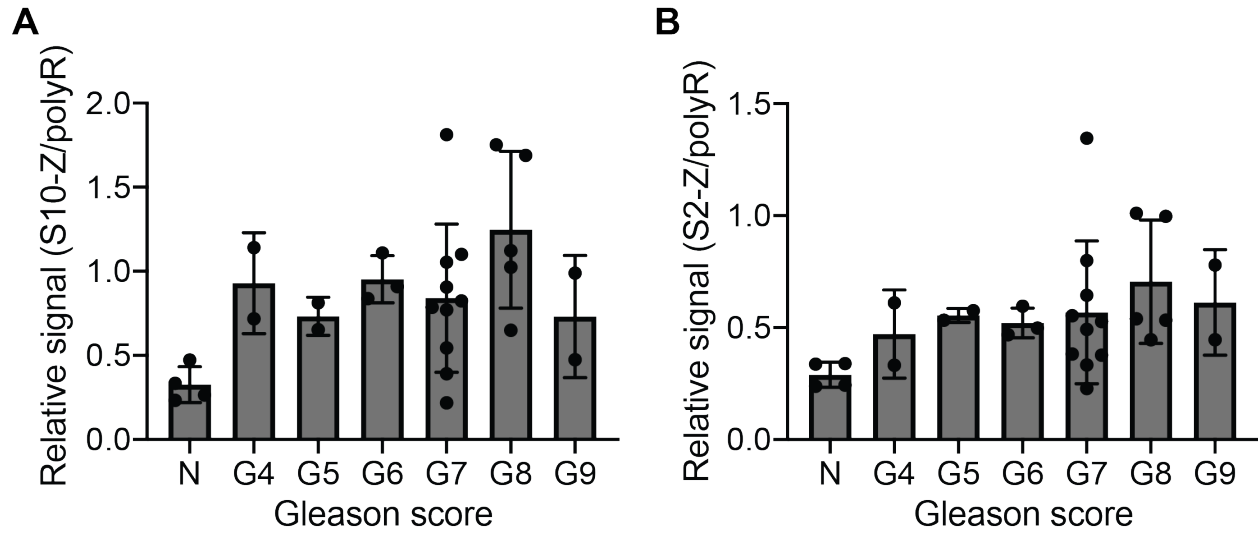 A
Relative signal (S10-Z/polyR)
2.0
1.5
1.0
0.5
0.0
N G4 G5 G6 G7 G8 G9
Gleason score
B
Relative signal (S2-Z/polyR)
1.5
1.0
0.5
0.0
N G4 G5 G6 G7 G8 G9
Gleason score